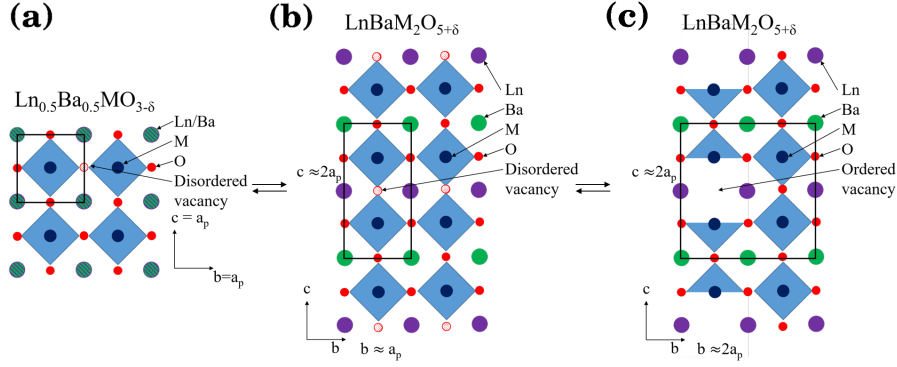 (a)
Ln0.5Ba0.5MO3-δ
Ln/Ba
M
O
Disordered
vacancy
c = ap
b=ap
(b)
LnBaM2O5+δ
Ln
Ba
M
O
Disordered
vacancy
c ≈2ap
c
b
b ≈ ap
(c)
LnBaM2O5+δ
Ln
Ba
M
O
Ordered
vacancy
c ≈2ap
c
b
b ≈2ap